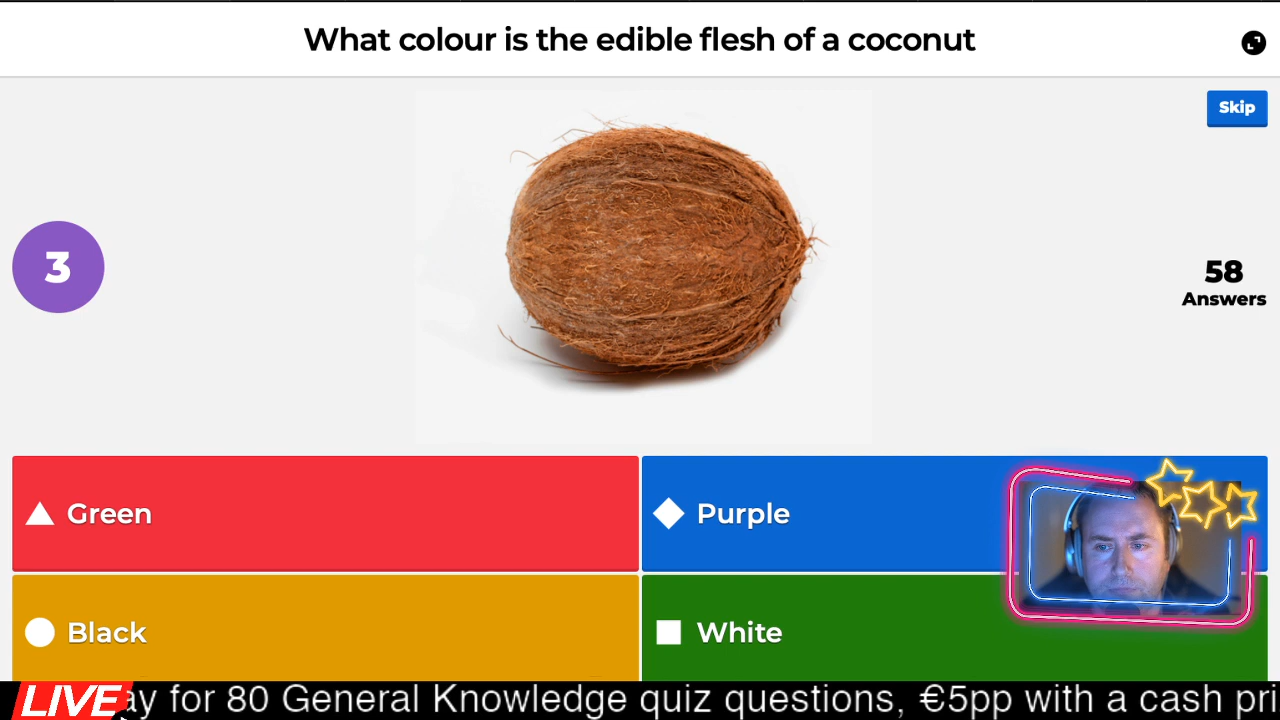 What colour is the edible flesh of a coconut
Skip
3
58
Answers
Green
Purple
Black
White
LIVE ay for 80 General Knowledge quiz questions, €5pp with a cash pri